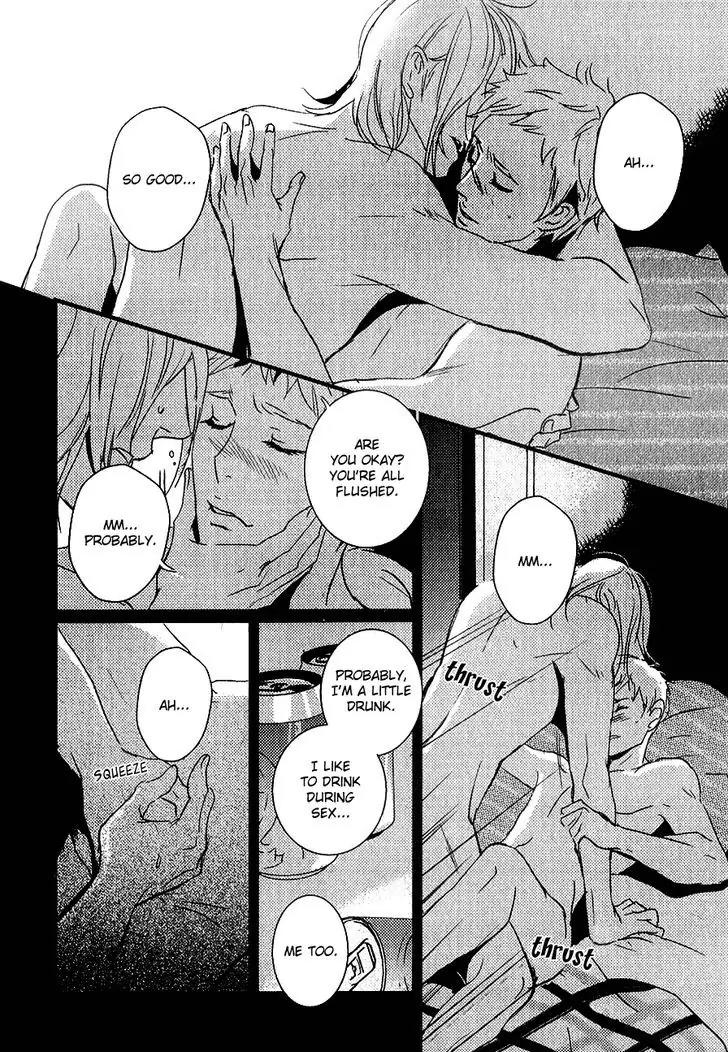 AH...
SO GOOD...
ARE
YOU OKAY?
YOU'RE ALL
FLUSHED.
MM...
PROBABLY.
MM...
thrust
thrust
PROBABLY,
I'M A LITTLE
DRUNK.
I LIKE
TO DRINK
DURING
SEX...
ME TOO.
AH...
SQUEEZE